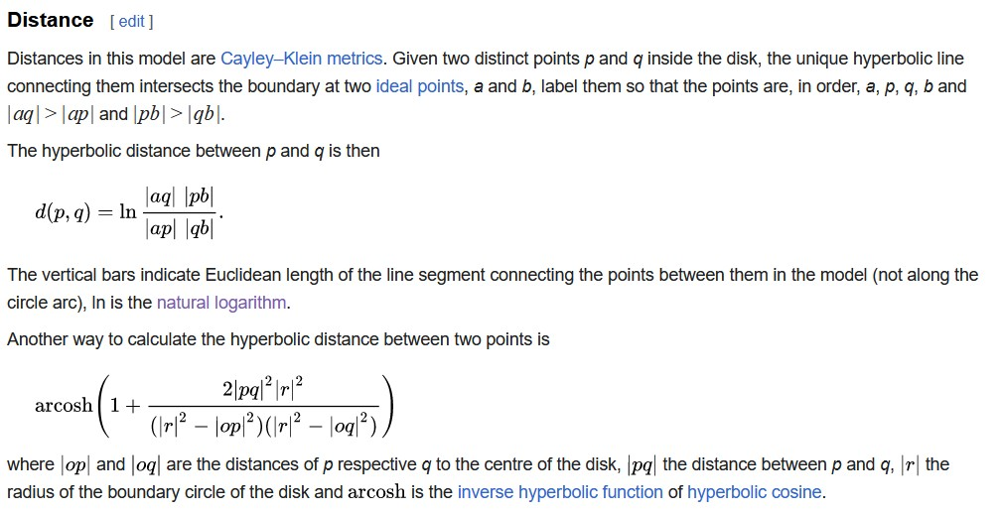 Distance [ edit ]
Distances in this model are Cayley–Klein metrics. Given two distinct points p and q inside the disk, the unique hyperbolic line
connecting them intersects the boundary at two ideal points, a and b, label them so that the points are, in order, a, p, q, b and
|aq| > |ap| and |pb| > |qb|.
The hyperbolic distance between p and q is then
d(p, q) = ln |aq| |pb| / |ap| |qb| .
The vertical bars indicate Euclidean length of the line segment connecting the points between them in the model (not along the
circle arc), ln is the natural logarithm.
Another way to calculate the hyperbolic distance between two points is
arcosh ( 1 + 2|pq|² |r|² / (|r|² − |op|²)(|r|² − |oq|²) )
where |op| and |oq| are the distances of p respective q to the centre of the disk, |pq| the distance between p and q, |r| the
radius of the boundary circle of the disk and arcosh is the inverse hyperbolic function of hyperbolic cosine.